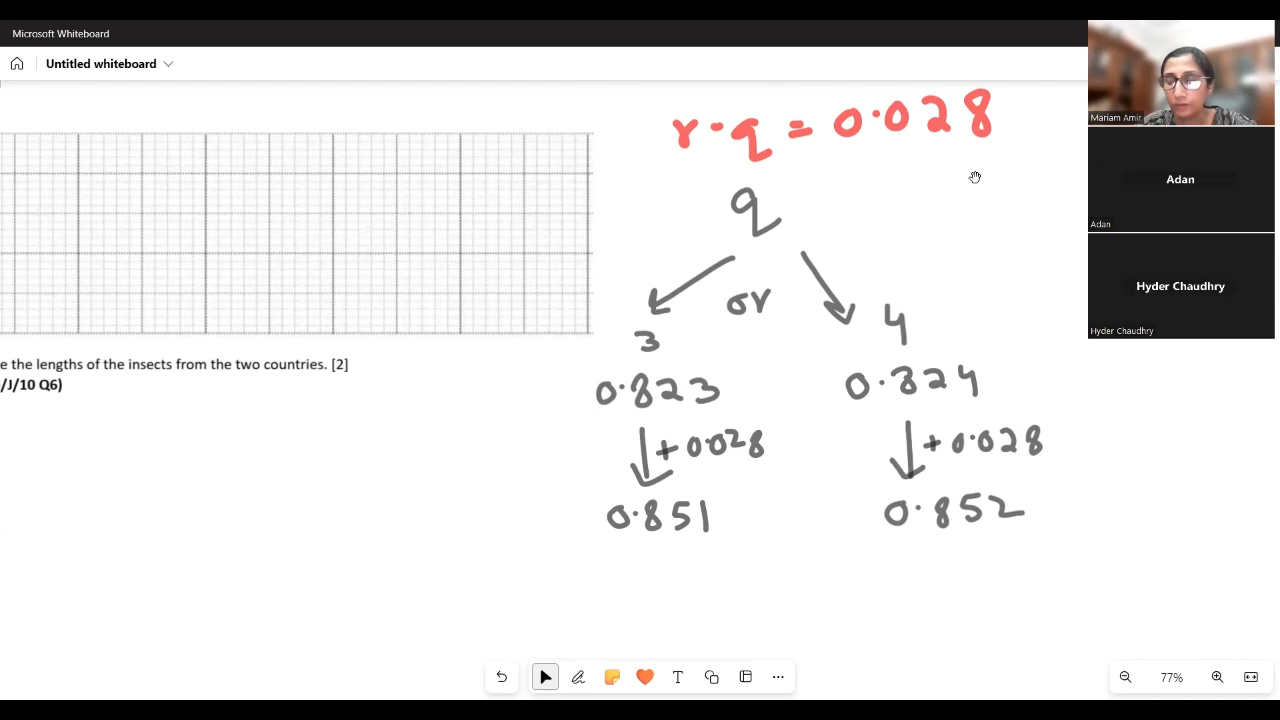 Microsoft Whiteboard
Untitled whiteboard
r - q = 0.028
q
or
3
4
0.823
0.824
+ 0.028
+ 0.028
0.851
0.852
e the lengths of the insects from the two countries. [2]
/J/10 Q6)
Mariam Amir
Adan
Adan
Hyder Chaudhry
Hyder Chaudhry
T
77%